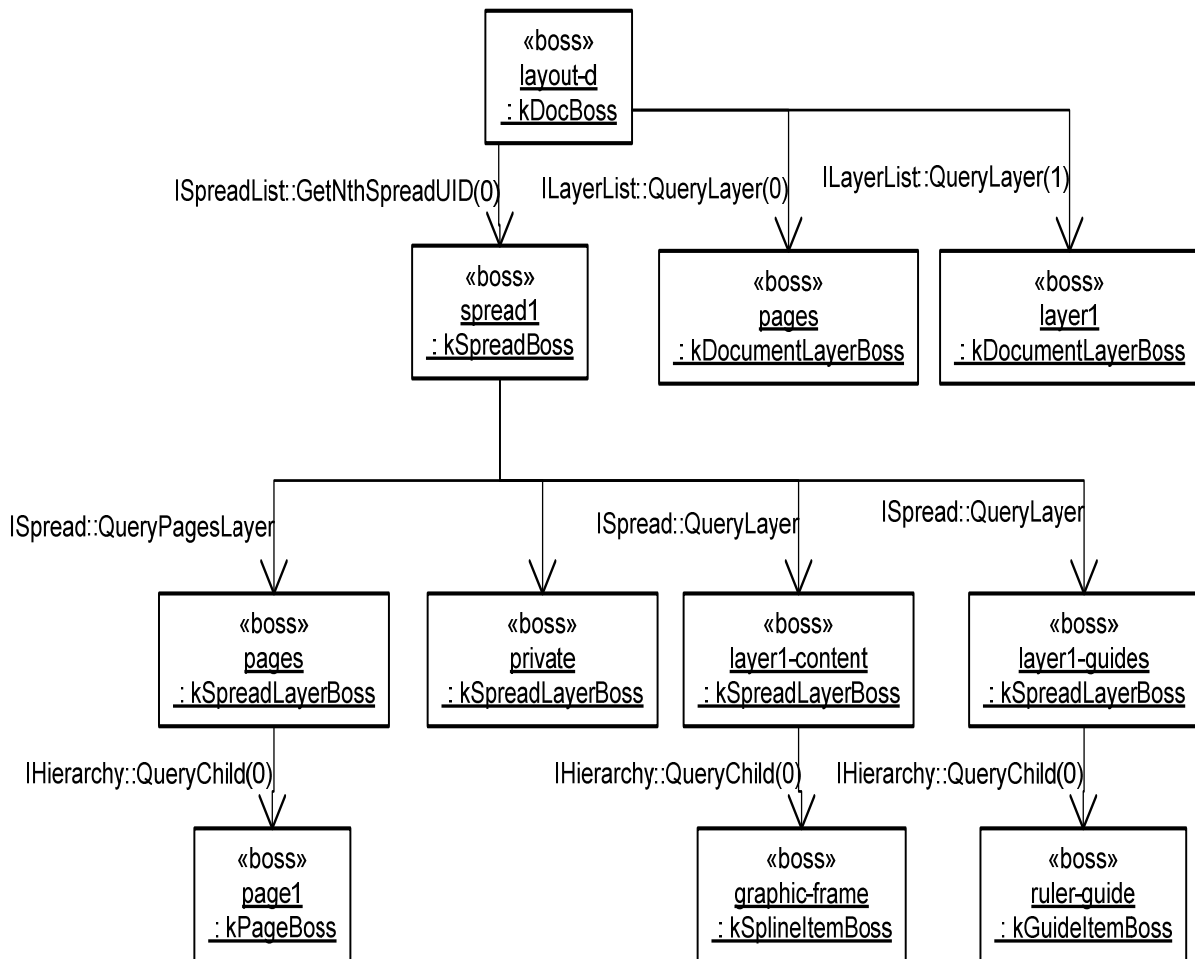 «boss»
layout-d
: kDocBoss
ISpreadList::GetNthSpreadUID(0)
ILayerList::QueryLayer(0)
ILayerList::QueryLayer(1)
«boss»
spread1
: kSpreadBoss
«boss»
pages
: kDocumentLayerBoss
«boss»
layer1
: kDocumentLayerBoss
ISpread::QueryPagesLayer
ISpread::QueryLayer
ISpread::QueryLayer
«boss»
pages
: kSpreadLayerBoss
«boss»
private
: kSpreadLayerBoss
«boss»
layer1-content
: kSpreadLayerBoss
«boss»
layer1-guides
: kSpreadLayerBoss
IHierarchy::QueryChild(0)
IHierarchy::QueryChild(0)
IHierarchy::QueryChild(0)
«boss»
page1
: kPageBoss
«boss»
graphic-frame
: kSplineItemBoss
«boss»
ruler-guide
: kGuideItemBoss